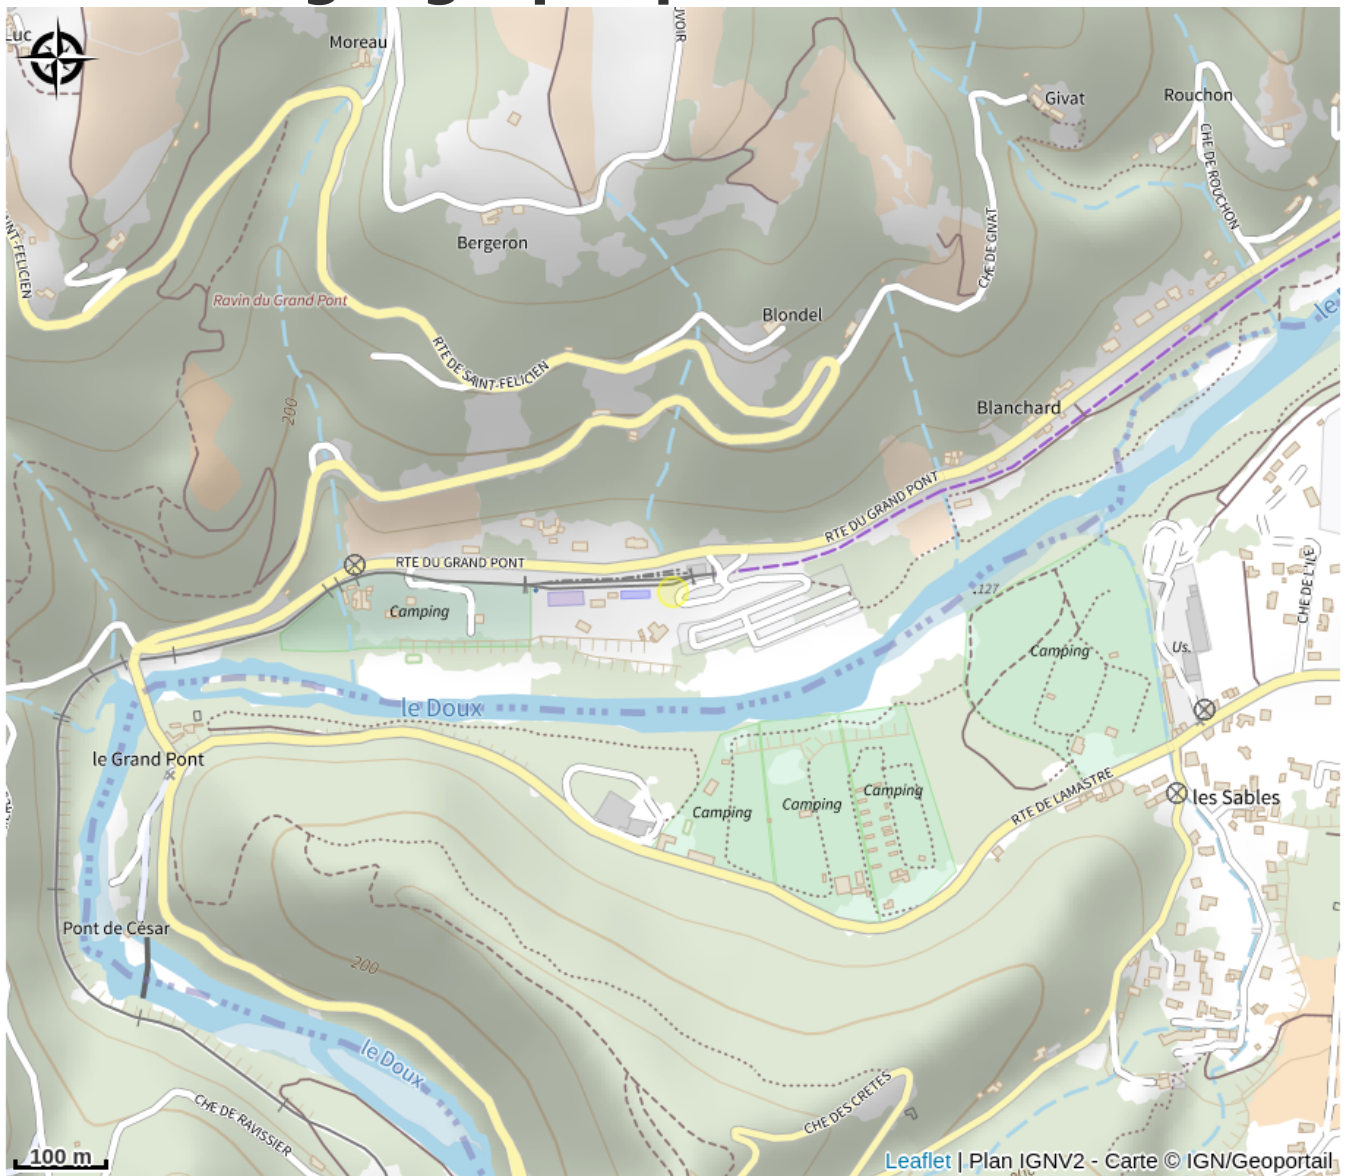 Luc
Moreau
Givat
Rouchon
CHE DE ROUCHON
Bergeron
CHE DE GIVAT
Ravin du Grand Pont
Blondel
RTE DE SAINT-FELICIEN
200
Blanchard
RTE DU GRAND PONT
RTE DU GRAND PONT
.127
Camping
CHE DE L'ILE
Camping
Us.
le Doux
le Grand Pont
RTE DE LAMASTRE
Camping
Camping
Camping
les Sables
Pont de César
200
le Doux
CHE DES CRETES
CHE DE RAVISSIER
100 m
Leaflet | Plan IGNV2 - Carte © IGN/Geoportail